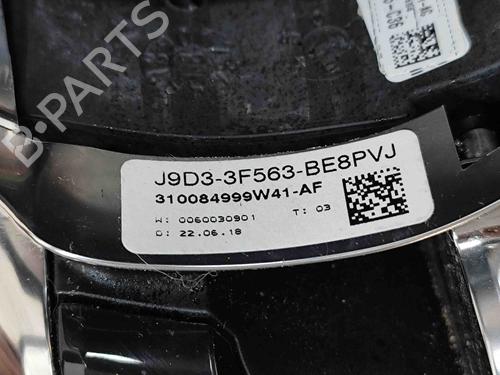 B-PARTS
J9D3-3F563-BE8PVJ
310084999W41-AF
W: 0060030901 T: 03
D: 22.06.18